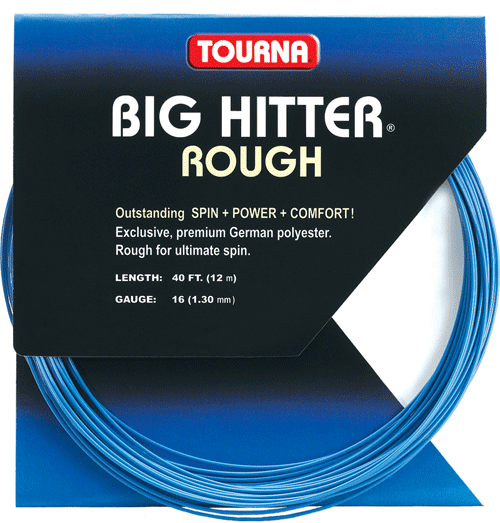 TOURNA
BIG HITTER®
ROUGH
Outstanding SPIN + POWER + COMFORT!
Exclusive, premium German polyester.
Rough for ultimate spin.
LENGTH: 40 FT. (12 m)
GAUGE: 16 (1.30 mm)